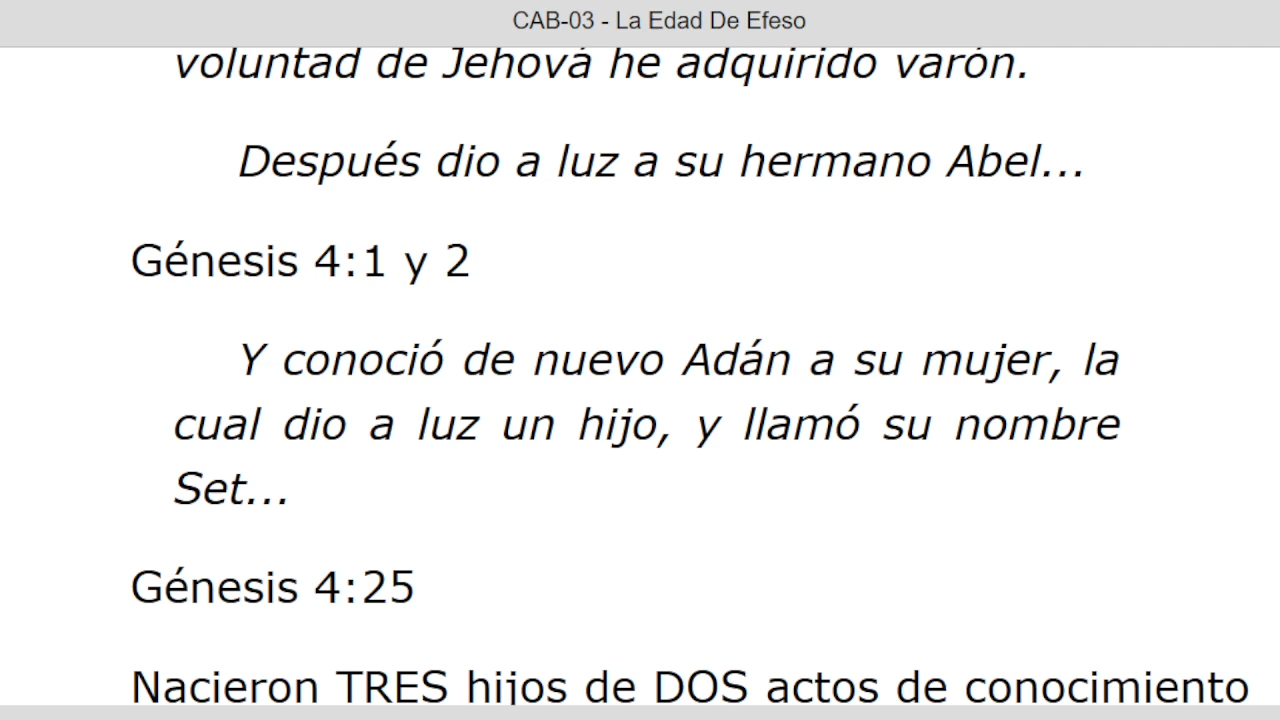 CAB-03 - La Edad De Efeso
voluntad de Jehová he adquirido varón.
Después dio a luz a su hermano Abel...
Génesis 4:1 y 2
Y conoció de nuevo Adán a su mujer, la
cual dio a luz un hijo, y llamó su nombre
Set...
Génesis 4:25
Nacieron TRES hijos de DOS actos de conocimiento